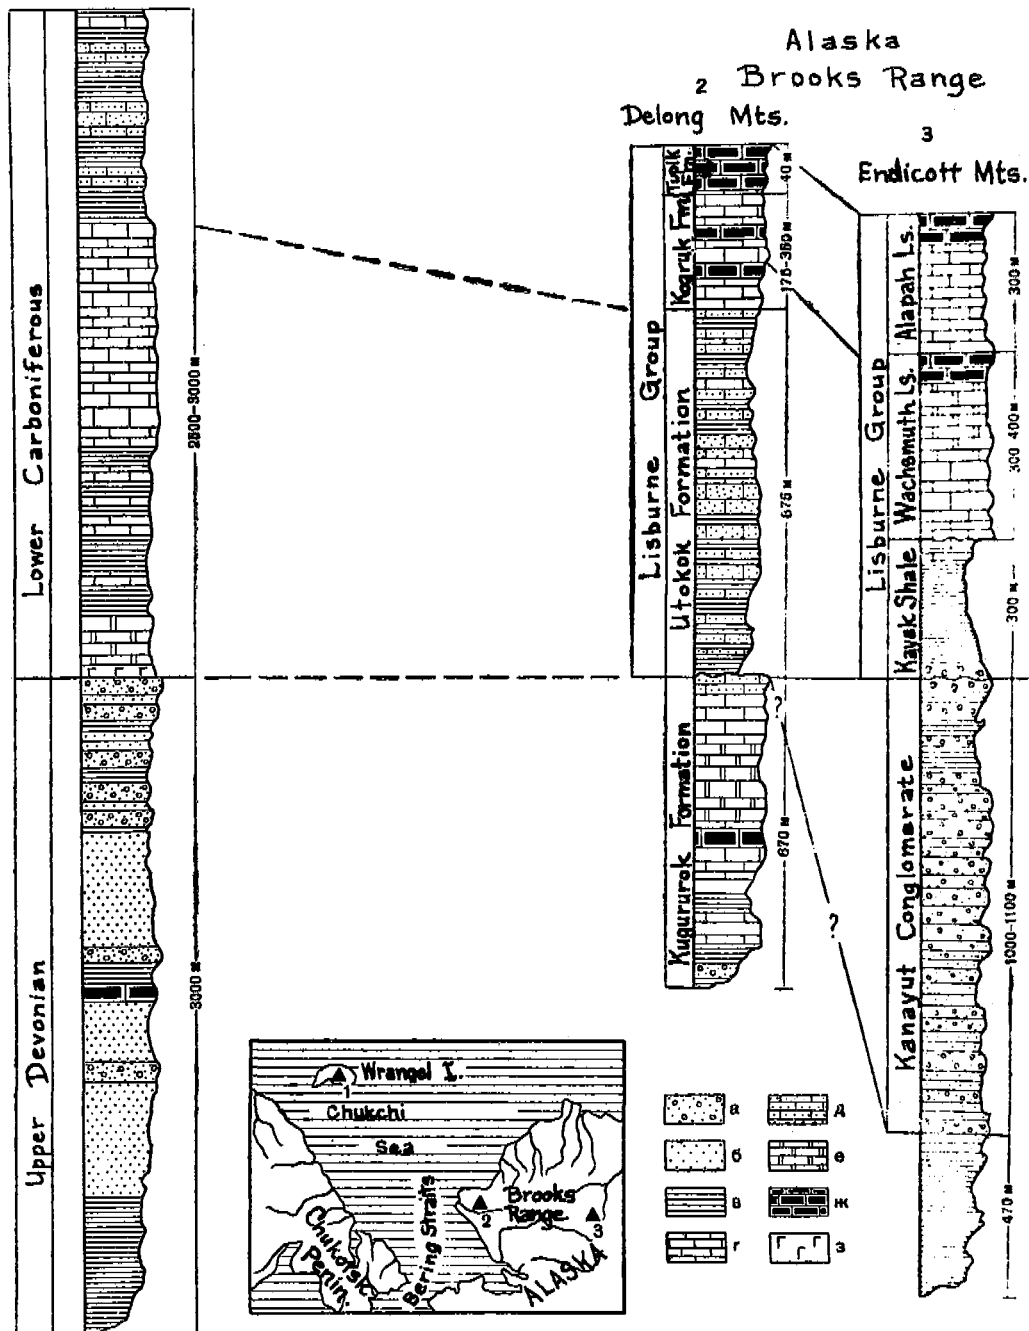 Alaska
Brooks Range
2
Delong Mts.
3
Endicott Mts.
Lower Carboniferous
Upper Devonian
2500-3000 м
3000 м
Lisburne Group
Tupik Fm.
Kogruk Fm.
Utokok Formation
Kugururok Formation
40 м
175-350 м
675 м
670 м
?
?
Lisburne Group
Alapah Ls.
Wachsmuth Ls.
Kayak Shale
Kanayut Conglomerate
300 м
300 400 м
300 м
1000-1100 м
470 м
Wrangel I.
1
Chukchi
Sea
Bering Straits
Chukotsk
Penin.
Brooks
Range
2
3
ALASKA
а
б
в
г
д
е
ж
з